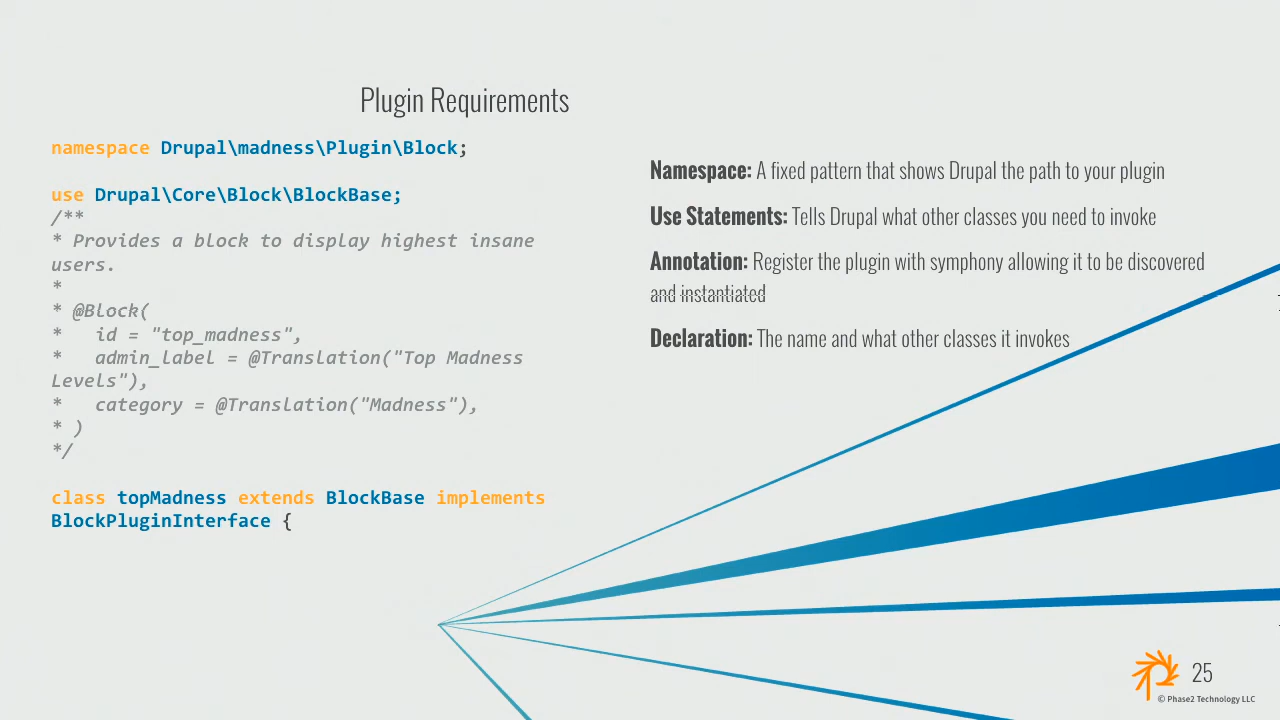 Plugin Requirements
namespace Drupal\madness\Plugin\Block;
use Drupal\Core\Block\BlockBase;
/**
* Provides a block to display highest insane
users.
*
* @Block(
*   id = "top_madness",
*   admin_label = @Translation("Top Madness
Levels"),
*   category = @Translation("Madness"),
* )
*/
class topMadness extends BlockBase implements
BlockPluginInterface {
Namespace: A fixed pattern that shows Drupal the path to your plugin
Use Statements: Tells Drupal what other classes you need to invoke
Annotation: Register the plugin with symphony allowing it to be discovered
and instantiated
Declaration: The name and what other classes it invokes
25
© Phase2 Technology LLC